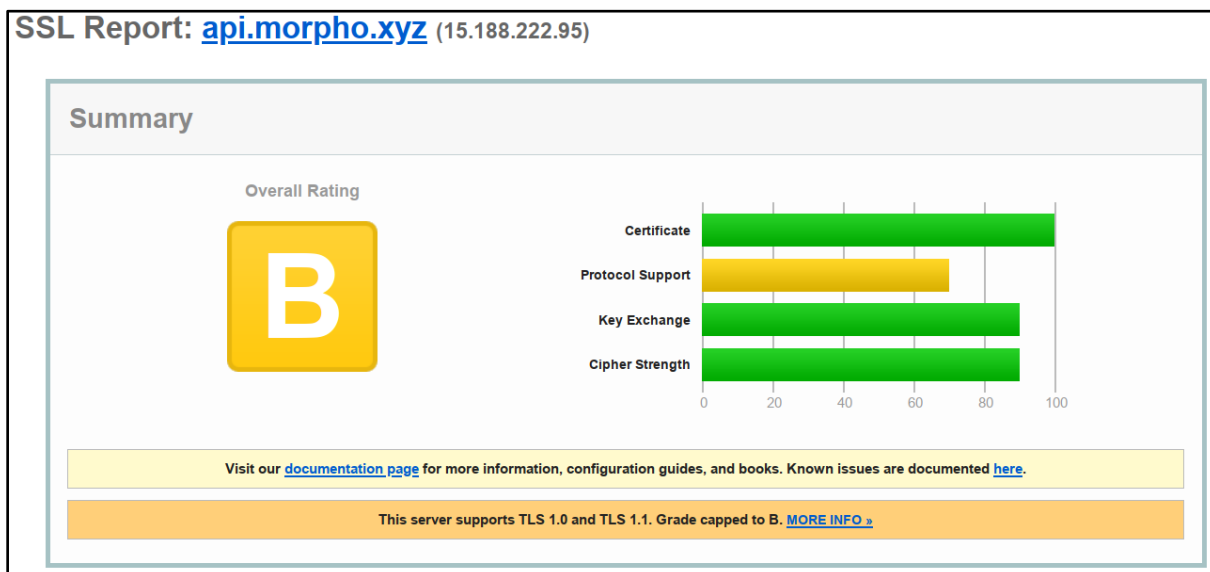 SSL Report: api.morpho.xyz (15.188.222.95)
Summary
Overall Rating
B
Certificate
Protocol Support
Key Exchange
Cipher Strength
0 20 40 60 80 100
Visit our documentation page for more information, configuration guides, and books. Known issues are documented here.
This server supports TLS 1.0 and TLS 1.1. Grade capped to B. MORE INFO »